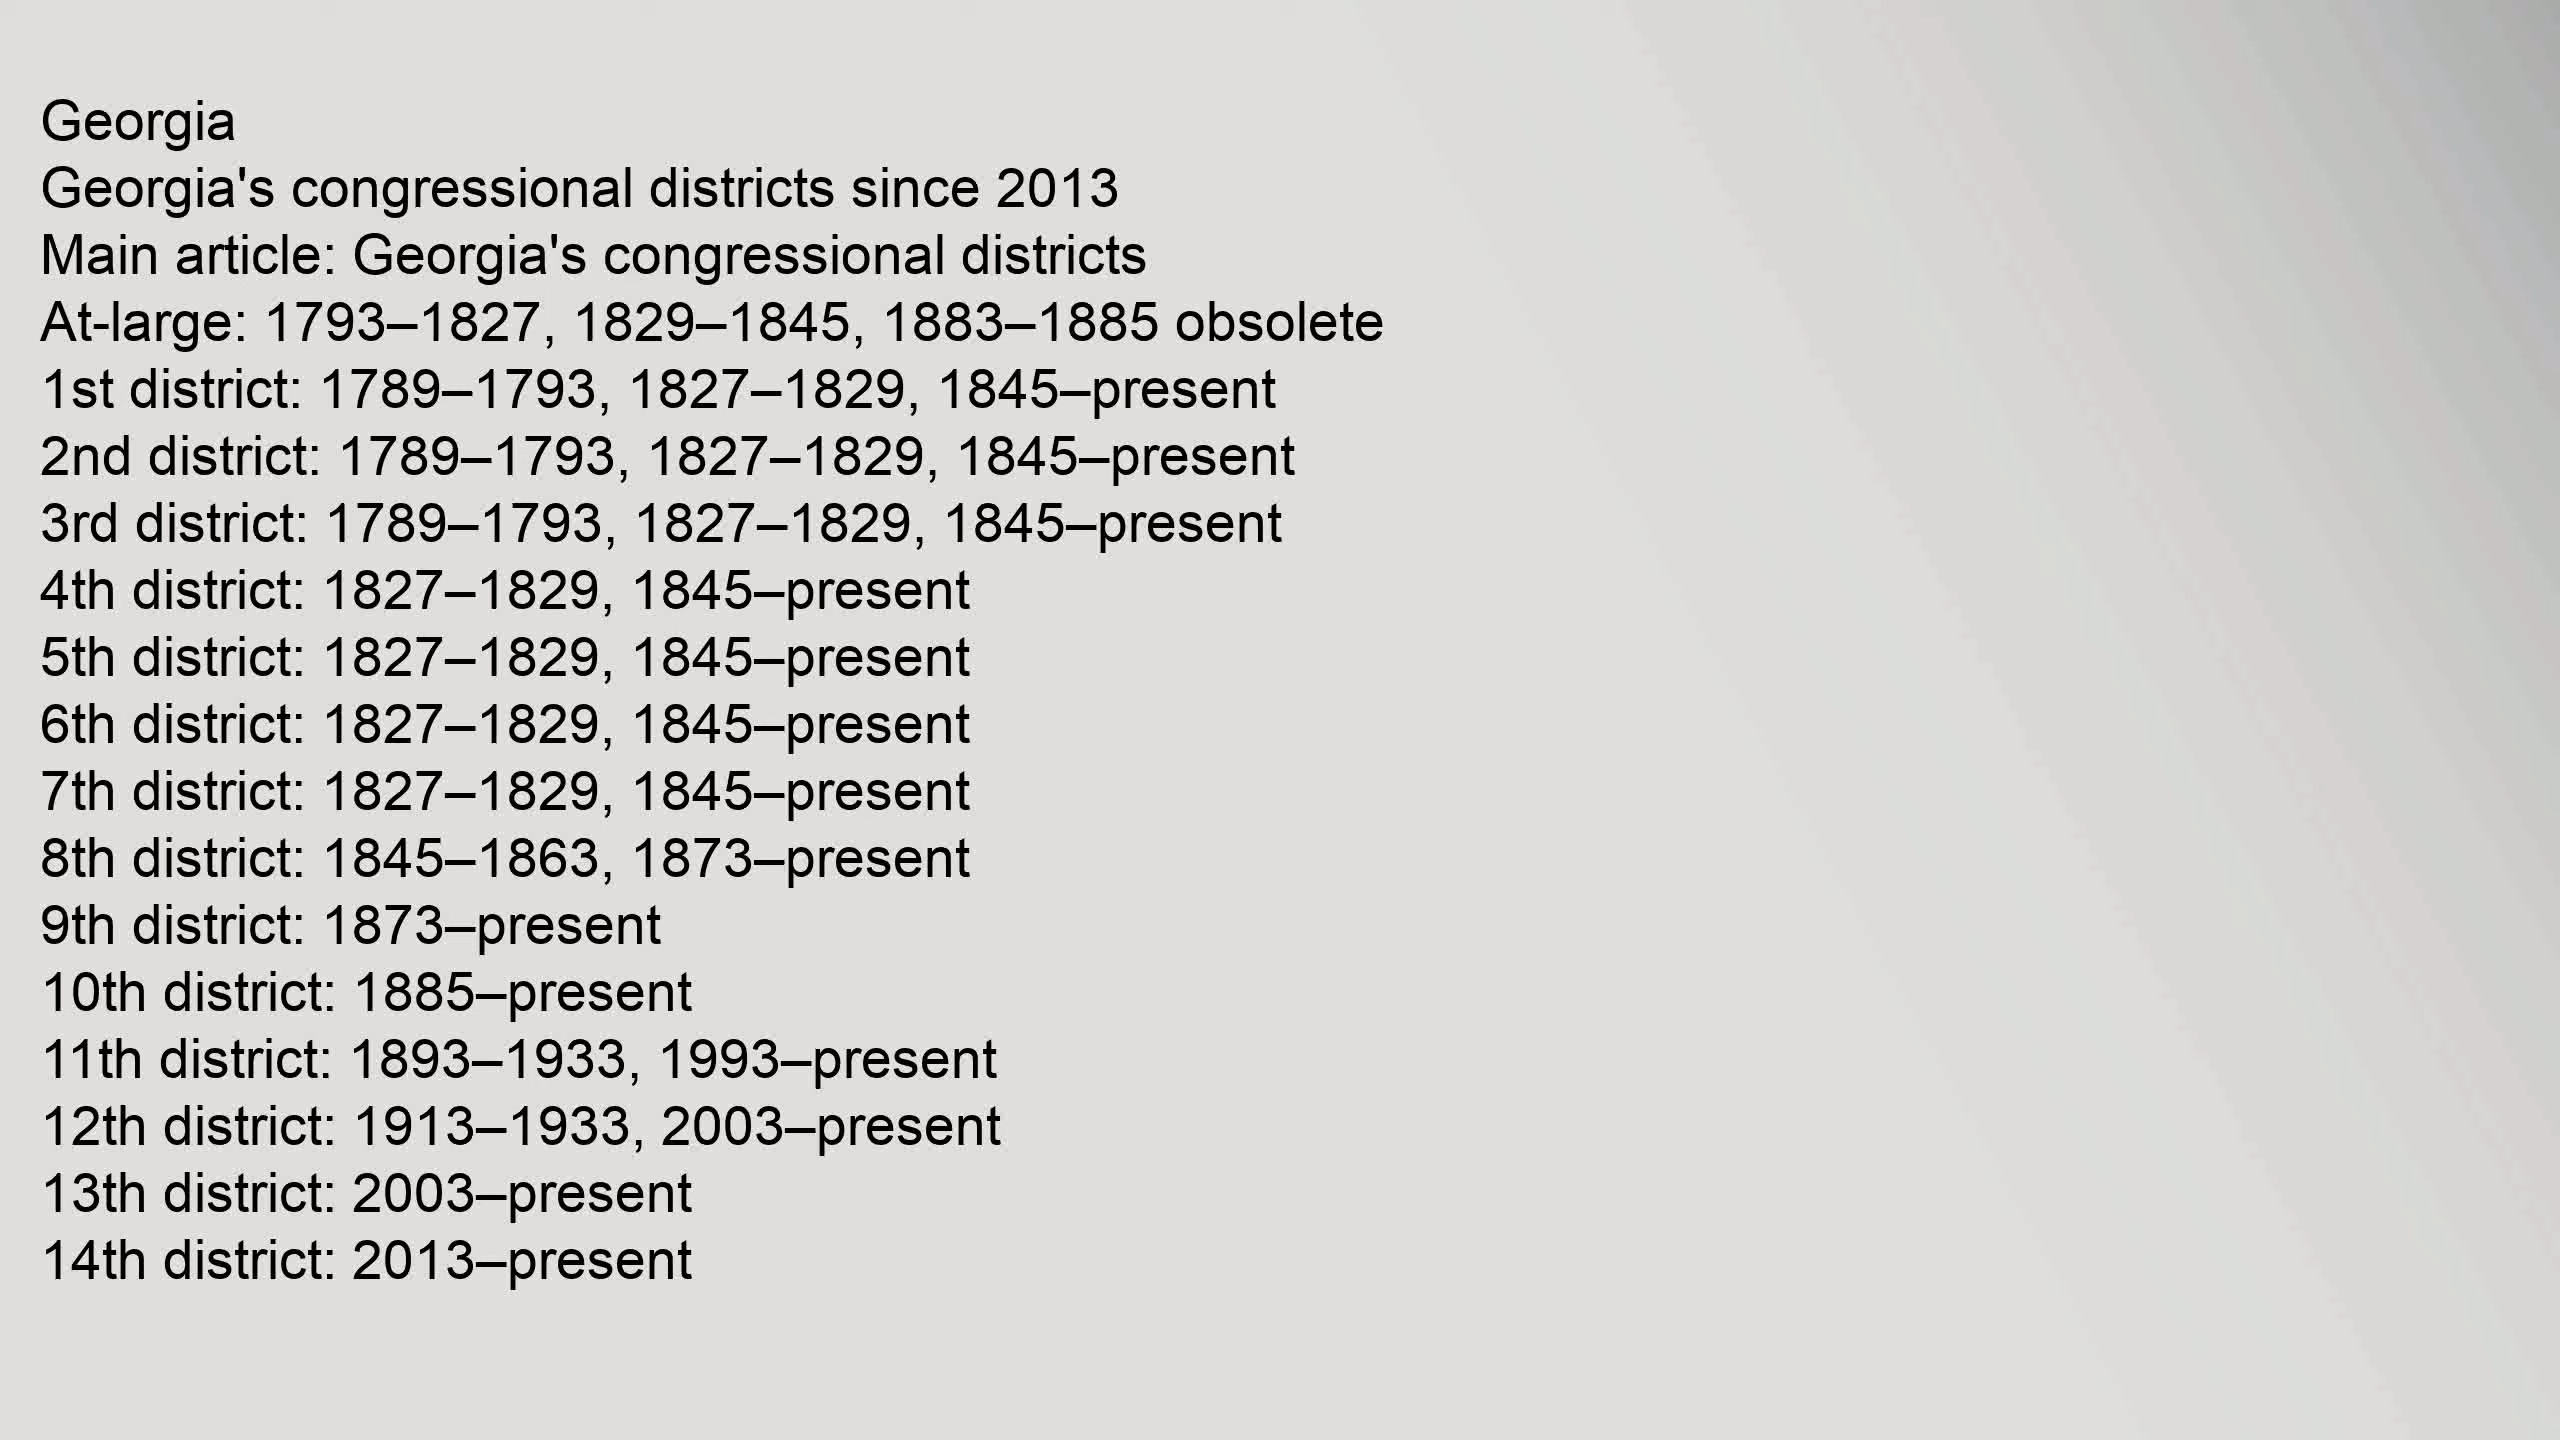 Georgia
Georgia's congressional districts since 2013
Main article: Georgia's congressional districts
At-large: 1793–1827, 1829–1845, 1883–1885 obsolete
1st district: 1789–1793, 1827–1829, 1845–present
2nd district: 1789–1793, 1827–1829, 1845–present
3rd district: 1789–1793, 1827–1829, 1845–present
4th district: 1827–1829, 1845–present
5th district: 1827–1829, 1845–present
6th district: 1827–1829, 1845–present
7th district: 1827–1829, 1845–present
8th district: 1845–1863, 1873–present
9th district: 1873–present
10th district: 1885–present
11th district: 1893–1933, 1993–present
12th district: 1913–1933, 2003–present
13th district: 2003–present
14th district: 2013–present